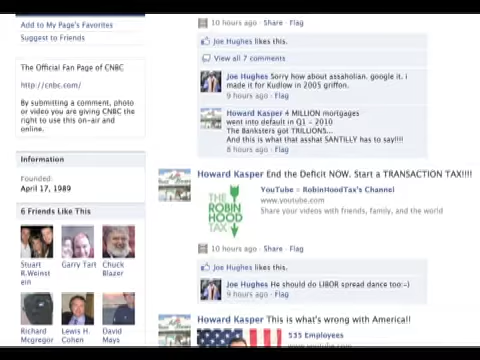 Add to My Page's Favorites
Suggest to Friends
The Official Fan Page of CNBC
http://cnbc.com/
By submitting a comment, photo
or video you are giving CNBC the
right to use this on-air and
online.
Information
Founded:
April 17, 1989
6 Friends Like This
Stuart
R.Weinst
ein
Garry Tart
Chuck
Blazer
Richard
Mcgregor
Lewis H.
Cohen
David
Mays
10 hours ago · Share · Flag
Joe Hughes likes this.
View all 7 comments
Joe Hughes Sorry how about assaholian. google it. i
made it for Kudlow in 2005 griffon.
9 hours ago · Flag
Howard Kasper 4 MILLION mortgages
went into default in Q1 - 2010
The Banksters got TRILLIONS...
And this is what that asshat SANTILLY has to say!!!!
8 hours ago · Flag
Howard Kasper End the Deficit NOW. Start a TRANSACTION TAX!!!!
THE
ROBIN
HOOD
TAX
YouTube - RobinHoodTax's Channel
www.youtube.com
Share your videos with friends, family, and the world
10 hours ago · Share · Flag
Joe Hughes likes this.
Joe Hughes He should do LIBOR spread dance too:-)
9 hours ago · Flag
Howard Kasper This is what's wrong with America!!
535 Employees
www.youtube.com